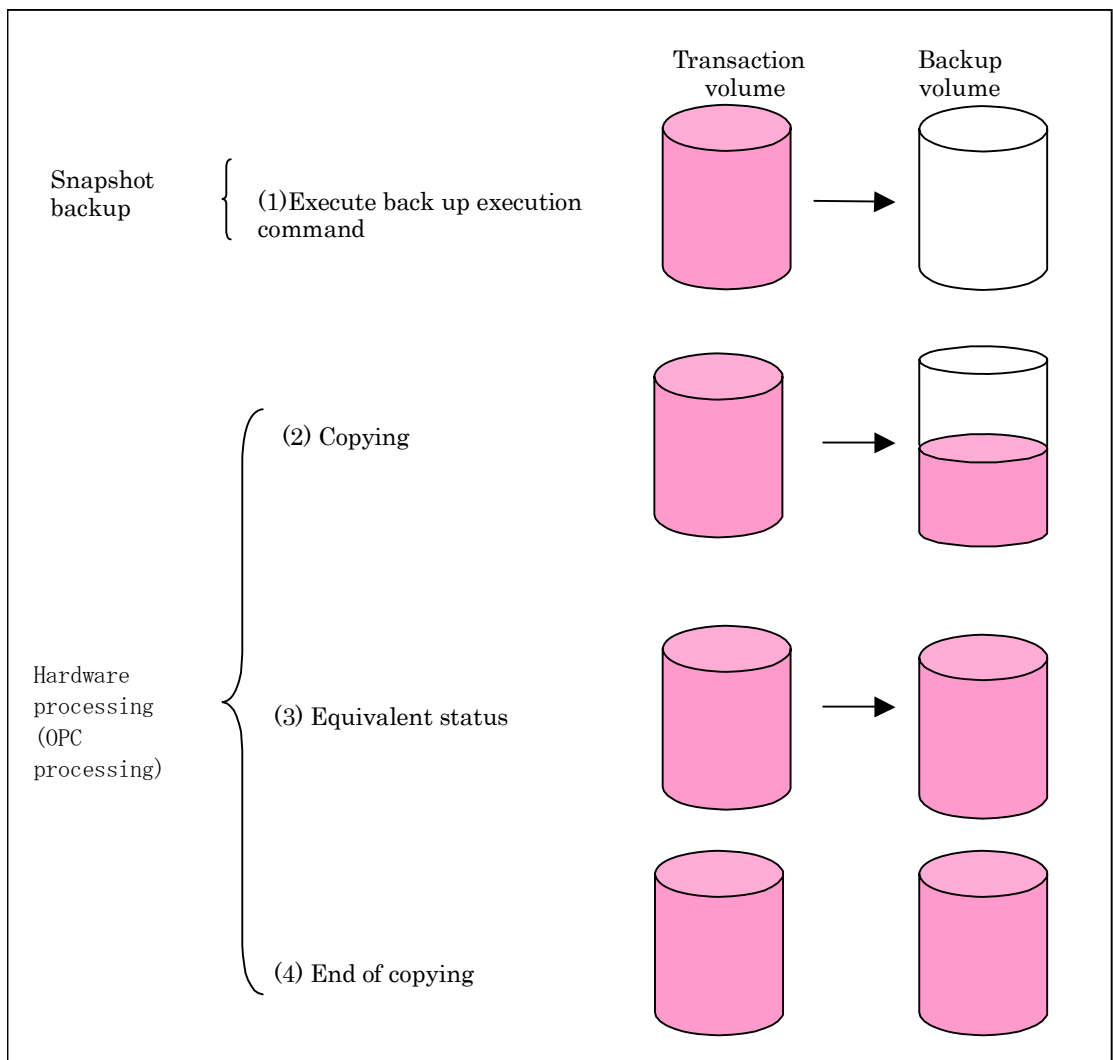 Transaction
volume
Backup
volume
Snapshot
backup
(1)Execute back up execution
command
(2) Copying
Hardware
processing
(OPC
processing)
(3) Equivalent status
(4) End of copying